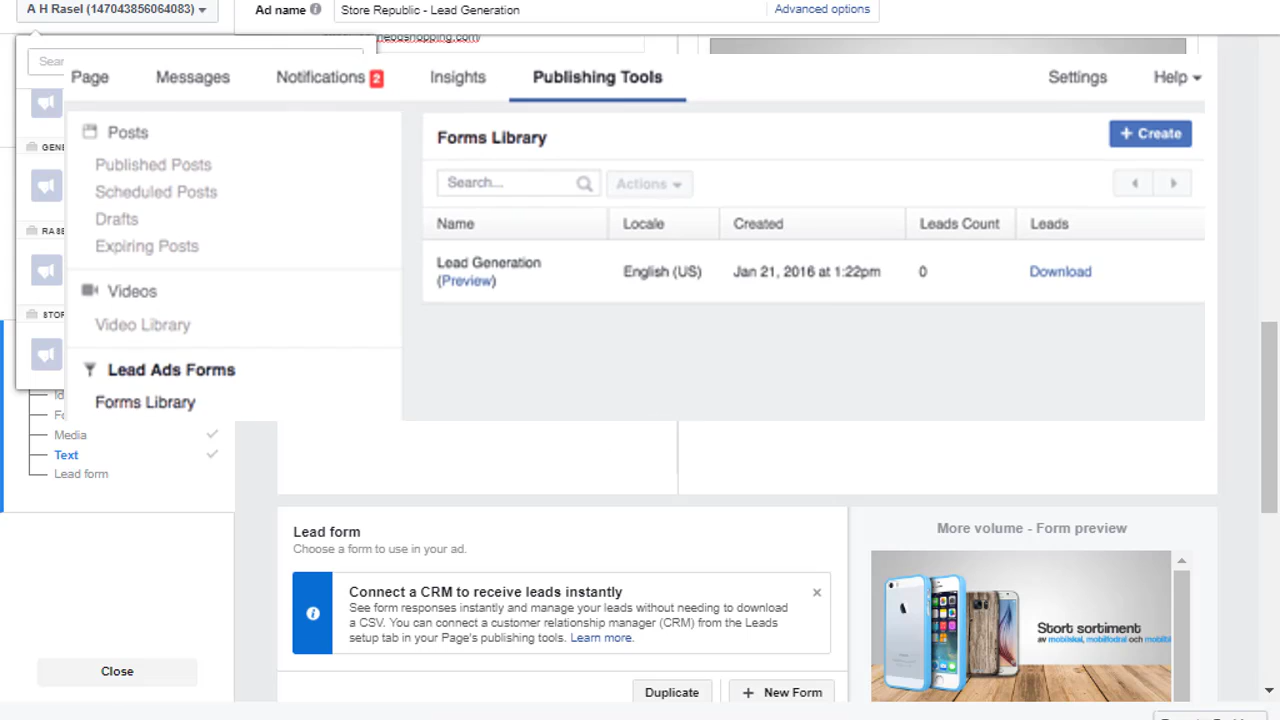 A H Rasel (147043856064083)
Ad name
Store Republic - Lead Generation
Advanced options
Page
Messages
Notifications 2
Insights
Publishing Tools
Settings
Help
Posts
Published Posts
Scheduled Posts
Drafts
Expiring Posts
Videos
Video Library
Lead Ads Forms
Forms Library
Forms Library
+ Create
Search...
Actions
Name
Locale
Created
Leads Count
Leads
Lead Generation
(Preview)
English (US)
Jan 21, 2016 at 1:22pm
0
Download
Media
Text
Lead form
Close
Lead form
Choose a form to use in your ad.
Connect a CRM to receive leads instantly
See form responses instantly and manage your leads without needing to download
a CSV. You can connect a customer relationship manager (CRM) from the Leads
setup tab in your Page's publishing tools. Learn more.
Duplicate
+ New Form
More volume - Form preview
Stort sortiment
av mobilskal, mobilfodral och